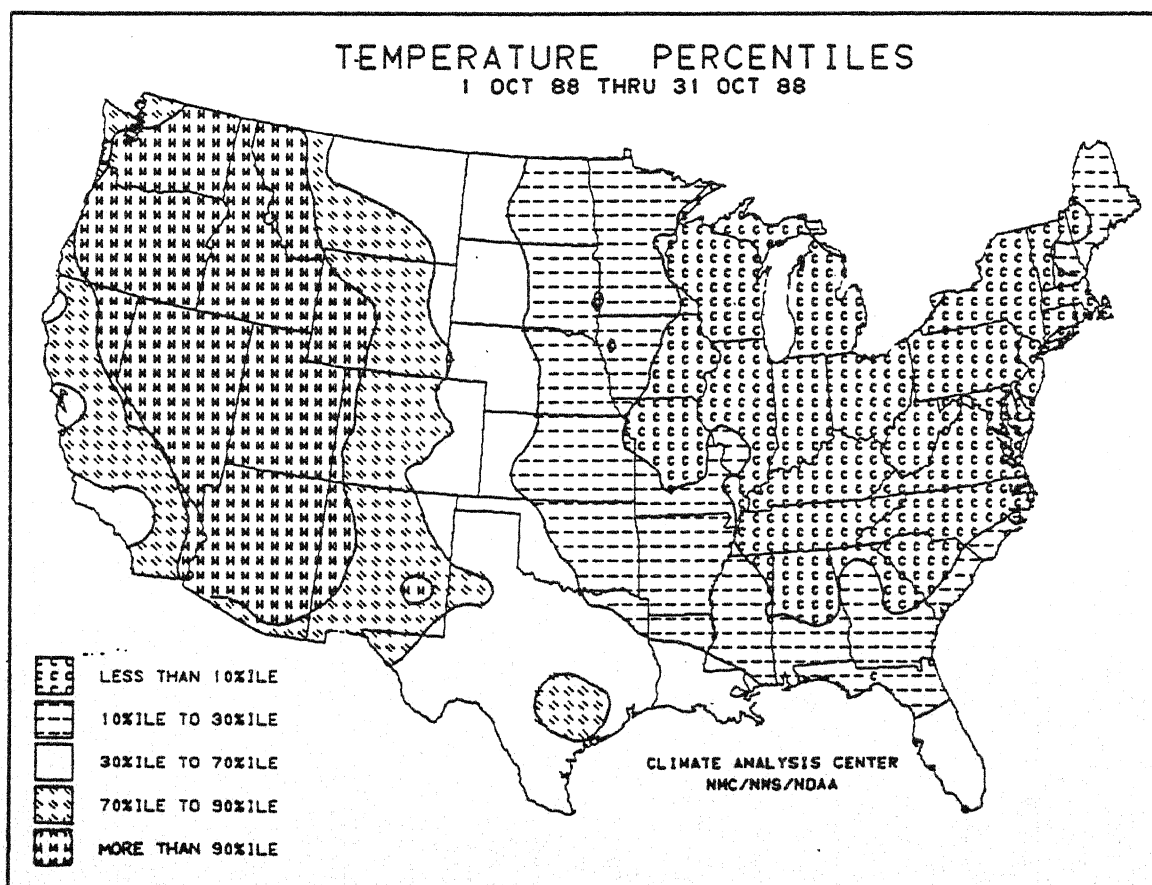 TEMPERATURE PERCENTILES
1 OCT 88 THRU 31 OCT 88
LESS THAN 10%ILE
10%ILE TO 30%ILE
30%ILE TO 70%ILE
70%ILE TO 90%ILE
MORE THAN 90%ILE
CLIMATE ANALYSIS CENTER
NMC/NWS/NOAA